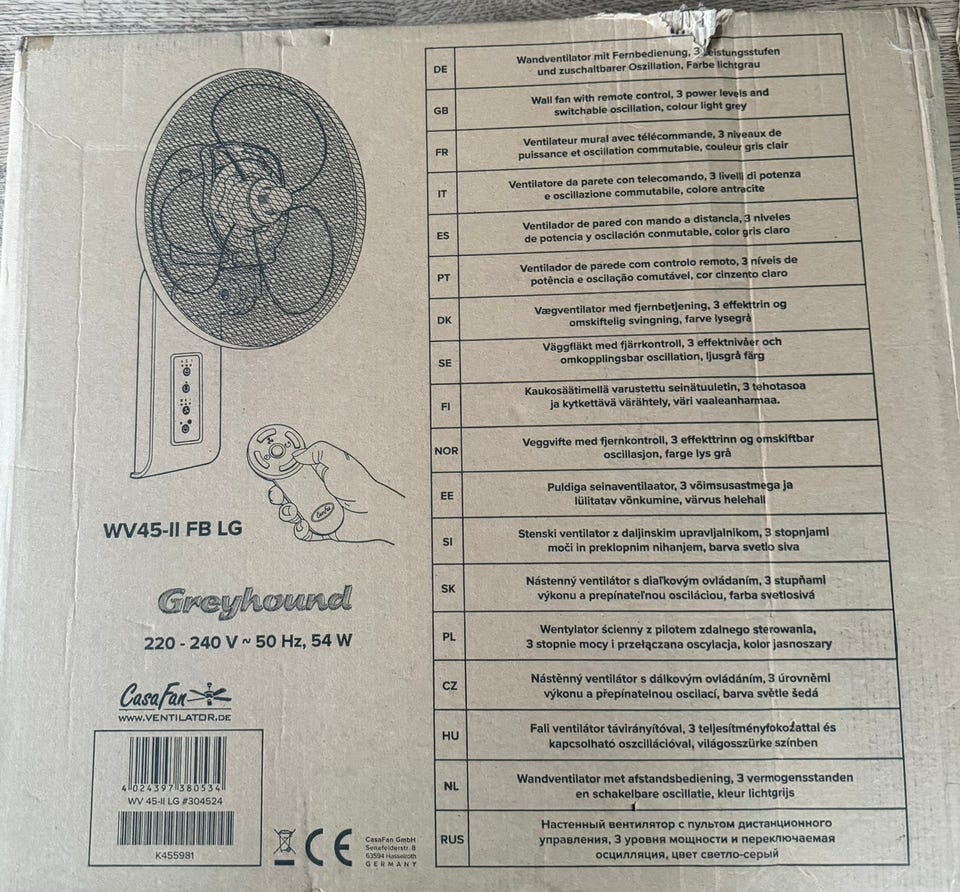 DE
Wandventilator mit Fernbedienung, 3 Leistungsstufen
und zuschaltbarer Oszillation, Farbe lichtgrau
GB
Wall fan with remote control, 3 power levels and
switchable oscillation, colour light grey
FR
Ventilateur mural avec télécommande, 3 niveaux de
puissance et oscillation commutable, couleur gris clair
IT
Ventilatore da parete con telecomando, 3 livelli di potenza
e oscillazione commutabile, colore antracite
ES
Ventilador de pared con mando a distancia, 3 niveles
de potencia y oscilación conmutable, color gris claro
PT
Ventilador de parede com controlo remoto, 3 níveis de
potência e oscilação comutável, cor cinzento claro
DK
Vægventilator med fjernbetjening, 3 effekttrin og
omskiftelig svingning, farve lysegrå
SE
Väggfläkt med fjärrkontroll, 3 effektnivåer och
omkopplingsbar oscillation, ljusgrå färg
FI
Kaukosäätimellä varustettu seinätuuletin, 3 tehotasoa
ja kytkettävä värähtely, väri vaaleanharmaa.
NOR
Veggvifte med fjernkontroll, 3 effekttrinn og omskiftbar
oscillasjon, farge lys grå
EE
Puldiga seinaventilaator, 3 võimsusastmega ja
lülitatav võnkumine, värvus helehall
SI
Stenski ventilator z daljinskim upravljalnikom, 3 stopnjami
moči in preklopnim nihanjem, barva svetlo siva
SK
Nástenný ventilátor s diaľkovým ovládaním, 3 stupňami
výkonu a prepínateľnou osciláciou, farba svetlosivá
PL
Wentylator ścienny z pilotem zdalnego sterowania,
3 stopnie mocy i przełączana oscylacja, kolor jasnoszary
CZ
Nástěnný ventilátor s dálkovým ovládáním, 3 úrovněmi
výkonu a přepínatelnou oscilací, barva světle šedá
HU
Fali ventilátor távirányítóval, 3 teljesítményfokozattal és
kapcsolható oszcillációval, világosszürke színben
NL
Wandventilator met afstandsbediening, 3 vermogensstanden
en schakelbare oscillatie, kleur lichtgrijs
RUS
Настенный вентилятор с пультом дистанционного
управления, 3 уровня мощности и переключаемая
осцилляция, цвет светло-серый
CasaFan
WV45-II FB LG
Greyhound
220 - 240 V ~ 50 Hz, 54 W
CasaFan
WWW.VENTILATOR.DE
4 024397 380534
WV 45-II LG #304524
K455981
CE
CasaFan GmbH
Senefelderstr. 8
63594 Hasselroth
GERMANY